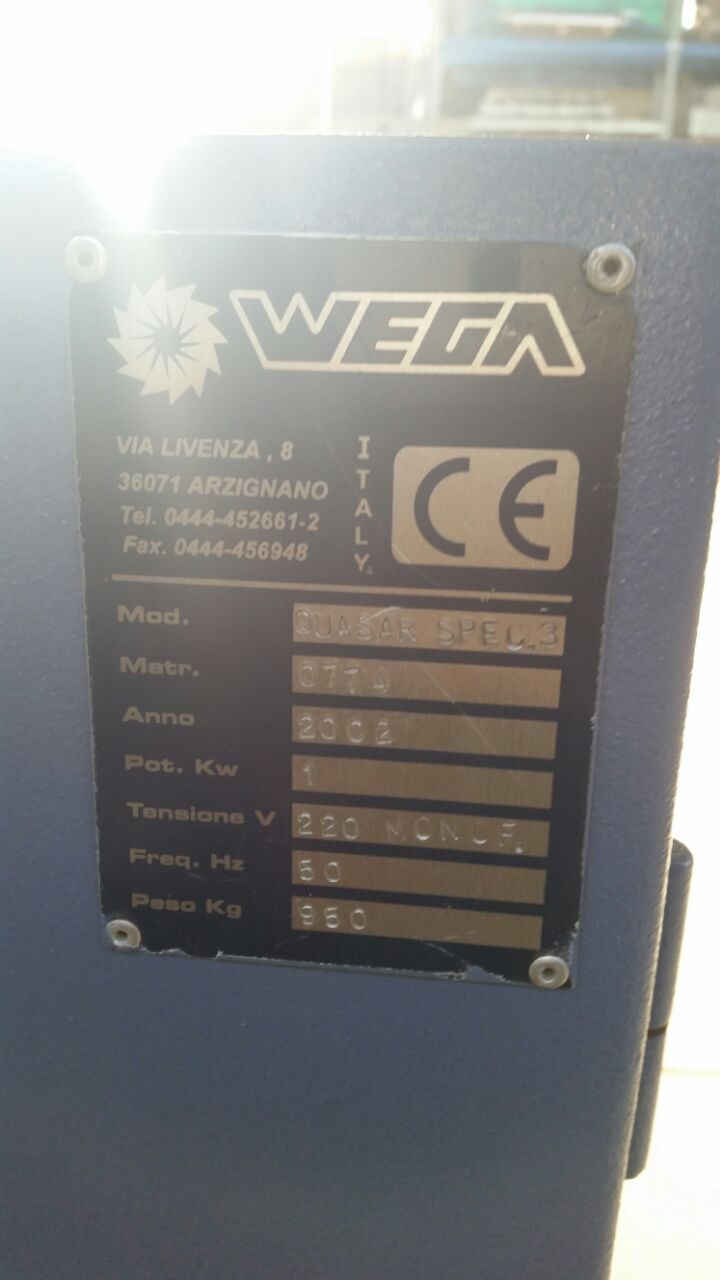 WEGA
VIA LIVENZA , 8
36071 ARZIGNANO
Tel. 0444-452661-2
Fax. 0444-456948
ITALY
CE
Mod. QUASAR SPEC.3
Matr. 0774
Anno 2002
Pot. Kw 1
Tensione V 220 MONOF.
Freq. Hz 50
Peso Kg 950